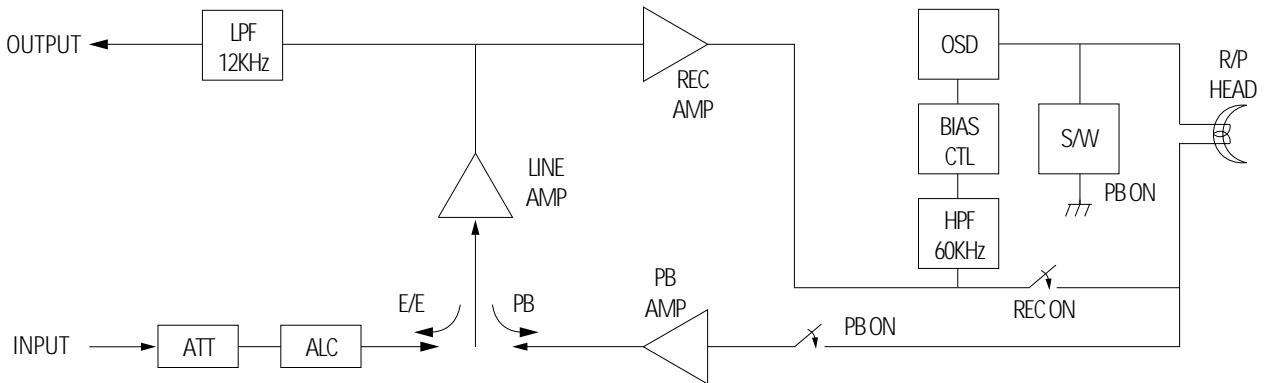 OUTPUT
LPF
12KHz
REC
AMP
OSD
R/P
HEAD
BIAS
CTL
S/W
PB ON
LINE
AMP
HPF
60KHz
E/E
PB
PB
AMP
REC ON
PB ON
INPUT
ATT
ALC